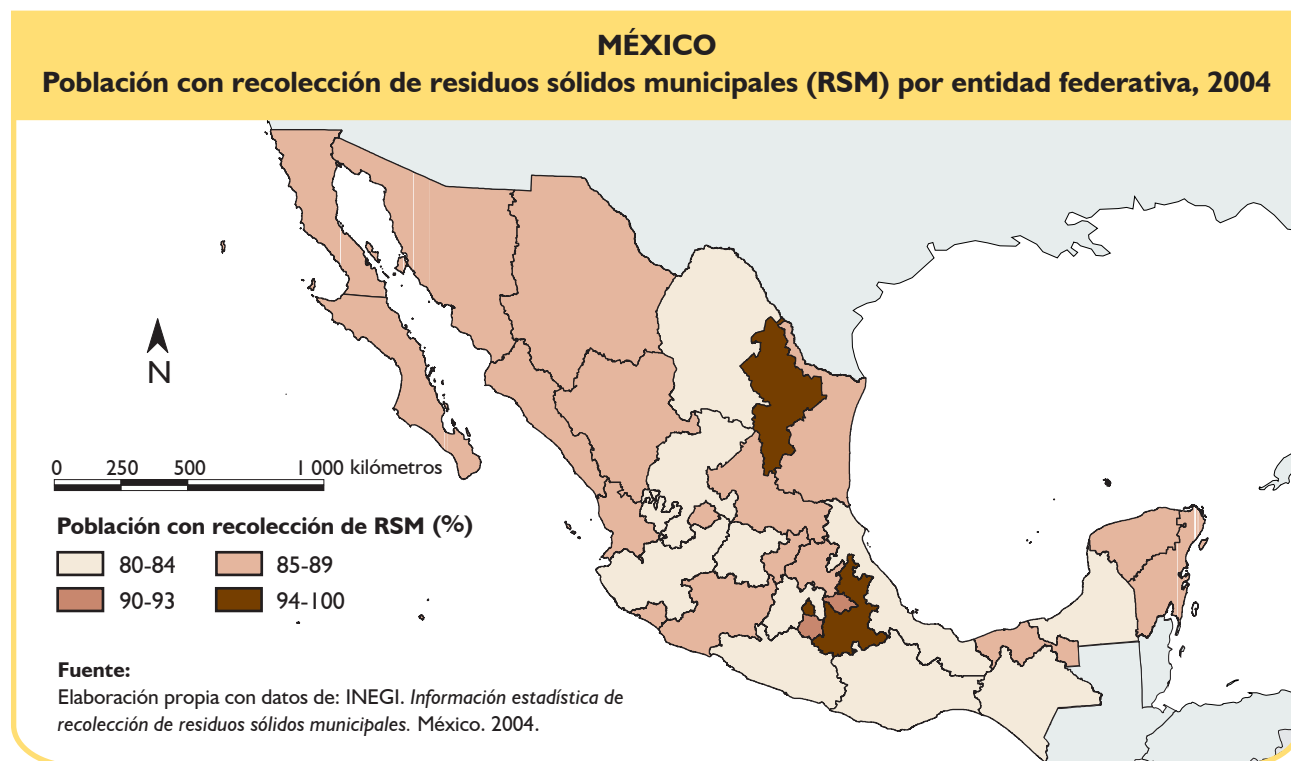 MÉXICO
Población con recolección de residuos sólidos municipales (RSM) por entidad federativa, 2004
N
0 250 500 1 000 kilómetros
Población con recolección de RSM (%)
80-84 85-89
90-93 94-100
Fuente:
Elaboración propia con datos de: INEGI. Información estadística de
recolección de residuos sólidos municipales. México. 2004.